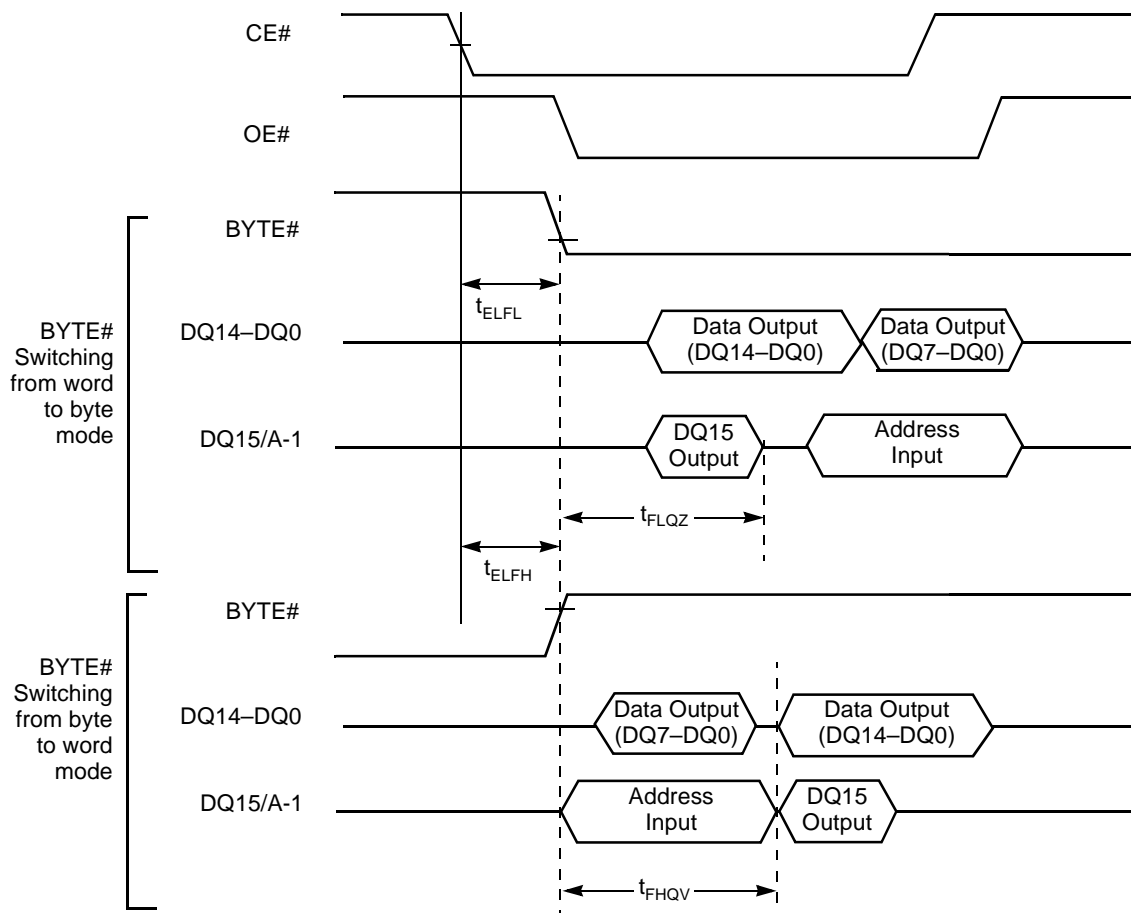 CE#
OE#
BYTE#
tELFL
BYTE#
Switching
from word
to byte
mode
DQ14–DQ0
Data Output
(DQ14–DQ0)
Data Output
(DQ7–DQ0)
DQ15/A-1
DQ15
Output
Address
Input
tFLQZ
tELFH
BYTE#
BYTE#
Switching
from byte
to word
mode
DQ14–DQ0
Data Output
(DQ7–DQ0)
Data Output
(DQ14–DQ0)
DQ15/A-1
Address
Input
DQ15
Output
tFHQV